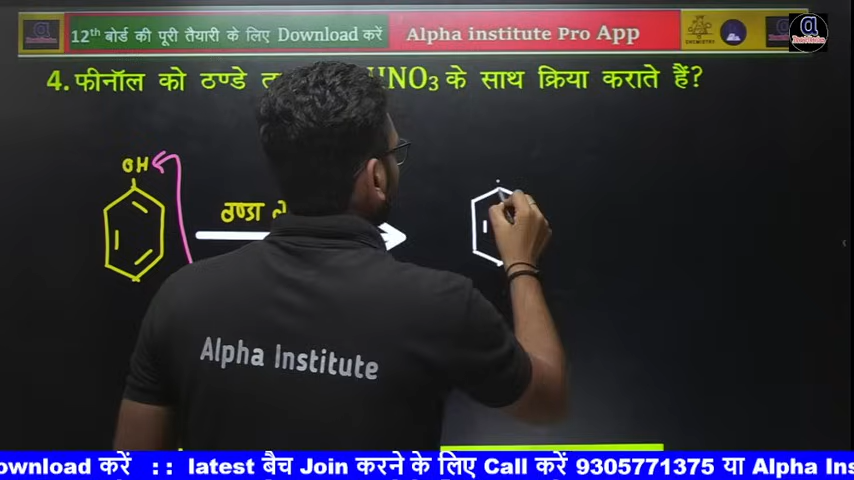 12th बोर्ड की पूरी तैयारी के लिए Download करें
Alpha institute Pro App
4. फीनॉल को ठण्डे HNO3 के साथ क्रिया कराते हैं?
OH
ठण्डा
Alpha Institute
ownload करें :: latest बैच Join करने के लिए Call करें 9305771375 या Alpha Ins